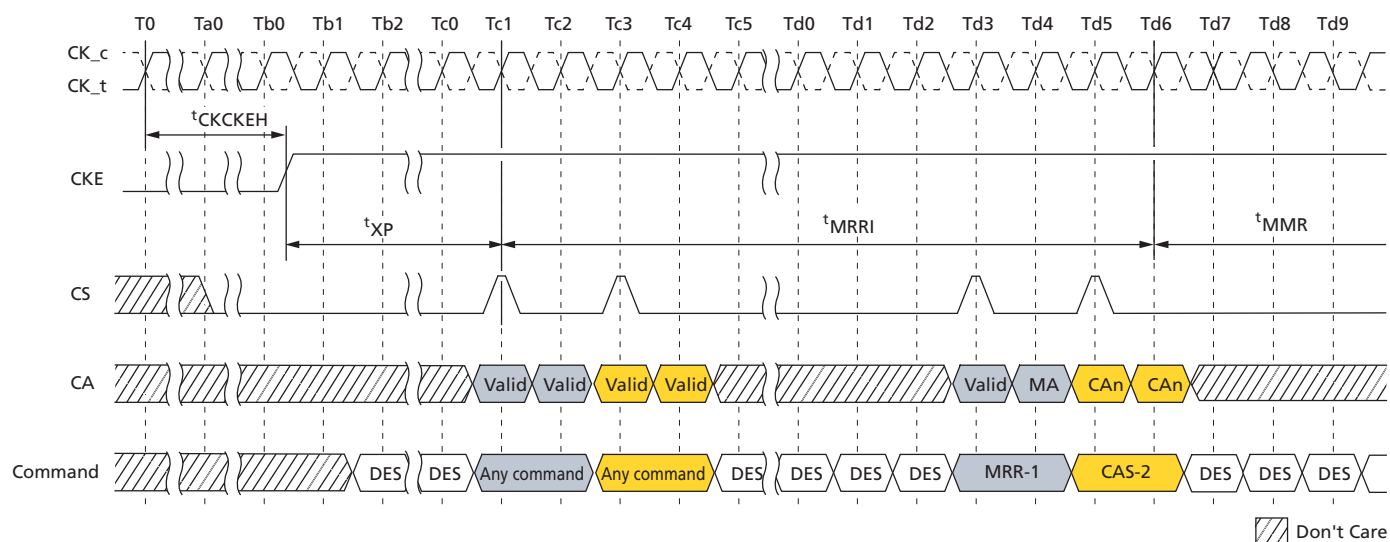 T0 Ta0 Tb0 Tb1 Tb2 Tc0 Tc1 Tc2 Tc3 Tc4 Tc5 Td0 Td1 Td2 Td3 Td4 Td5 Td6 Td7 Td8 Td9
CK_c
CK_t
tCKCKEH
CKE
tXP tMRRI tMMR
CS
CA Valid Valid Valid Valid Valid MA CAn CAn
Command DES DES Any command Any command DES DES DES DES MRR-1 CAS-2 DES DES DES
Don't Care